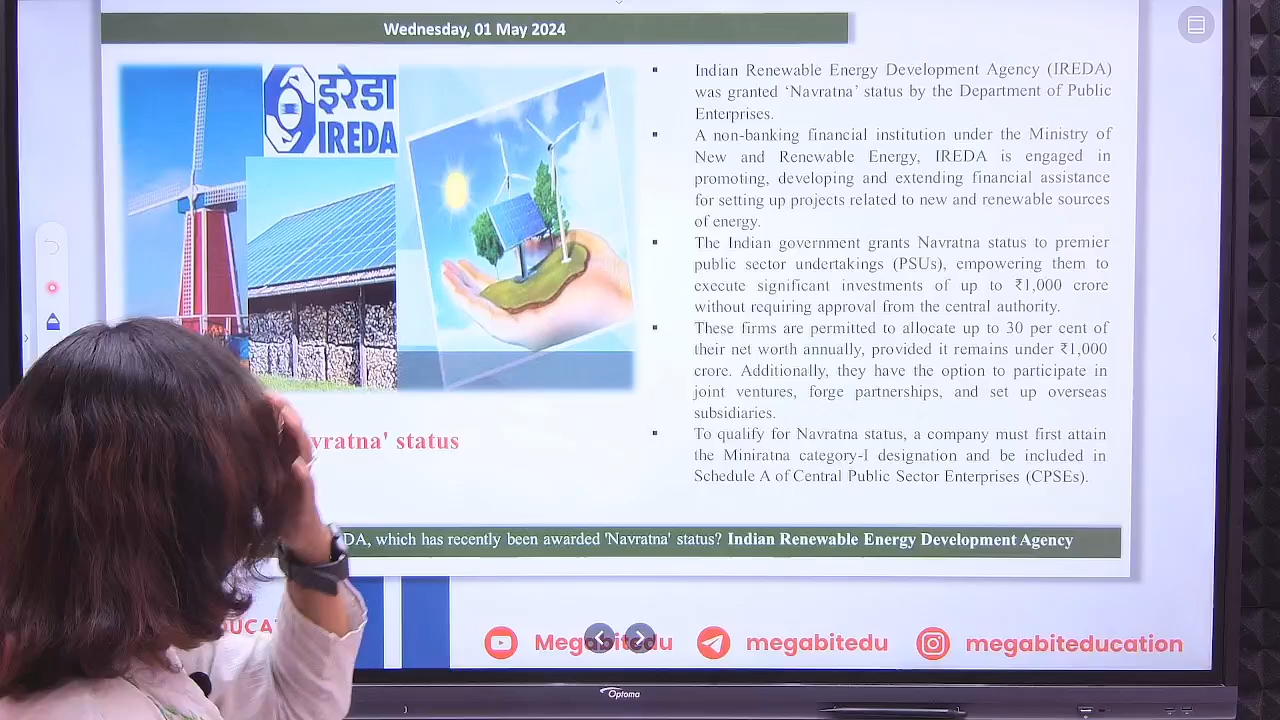 Wednesday, 01 May 2024
इरेडा
IREDA
Indian Renewable Energy Development Agency (IREDA)
was granted ‘Navratna’ status by the Department of Public
Enterprises.
A non-banking financial institution under the Ministry of
New and Renewable Energy, IREDA is engaged in
promoting, developing and extending financial assistance
for setting up projects related to new and renewable sources
of energy.
The Indian government grants Navratna status to premier
public sector undertakings (PSUs), empowering them to
execute significant investments of up to ₹1,000 crore
without requiring approval from the central authority.
These firms are permitted to allocate up to 30 per cent of
their net worth annually, provided it remains under ₹1,000
crore. Additionally, they have the option to participate in
joint ventures, forge partnerships, and set up overseas
subsidiaries.
To qualify for Navratna status, a company must first attain
the Miniratna category-I designation and be included in
Schedule A of Central Public Sector Enterprises (CPSEs).
vratna' status
DA, which has recently been awarded 'Navratna' status? Indian Renewable Energy Development Agency
UCA
Megabitedu
megabitedu
megabiteducation
Optoma